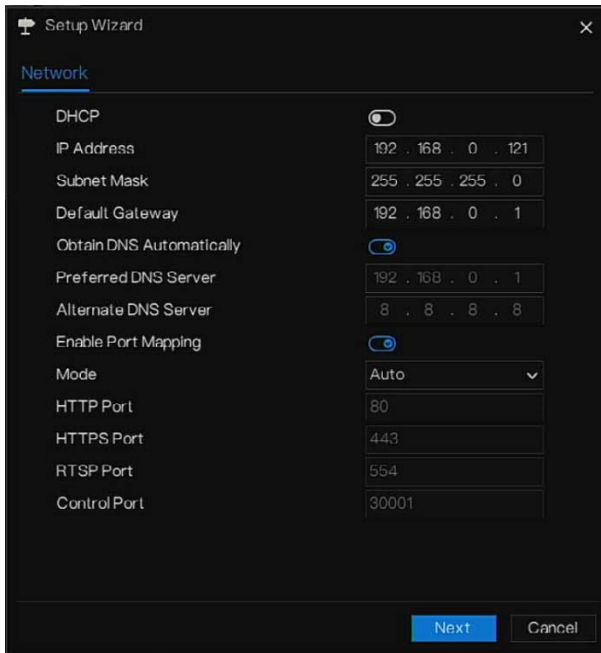 Setup Wizard
Network
DHCP
IP Address 192 . 168 . 0 . 121
Subnet Mask 255 . 255 . 255 . 0
Default Gateway 192 . 168 . 0 . 1
Obtain DNS Automatically
Preferred DNS Server 192 . 168 . 0 . 1
Alternate DNS Server 8 . 8 . 8 . 8
Enable Port Mapping
Mode Auto
HTTP Port 80
HTTPS Port 443
RTSP Port 554
Control Port 30001
Next Cancel